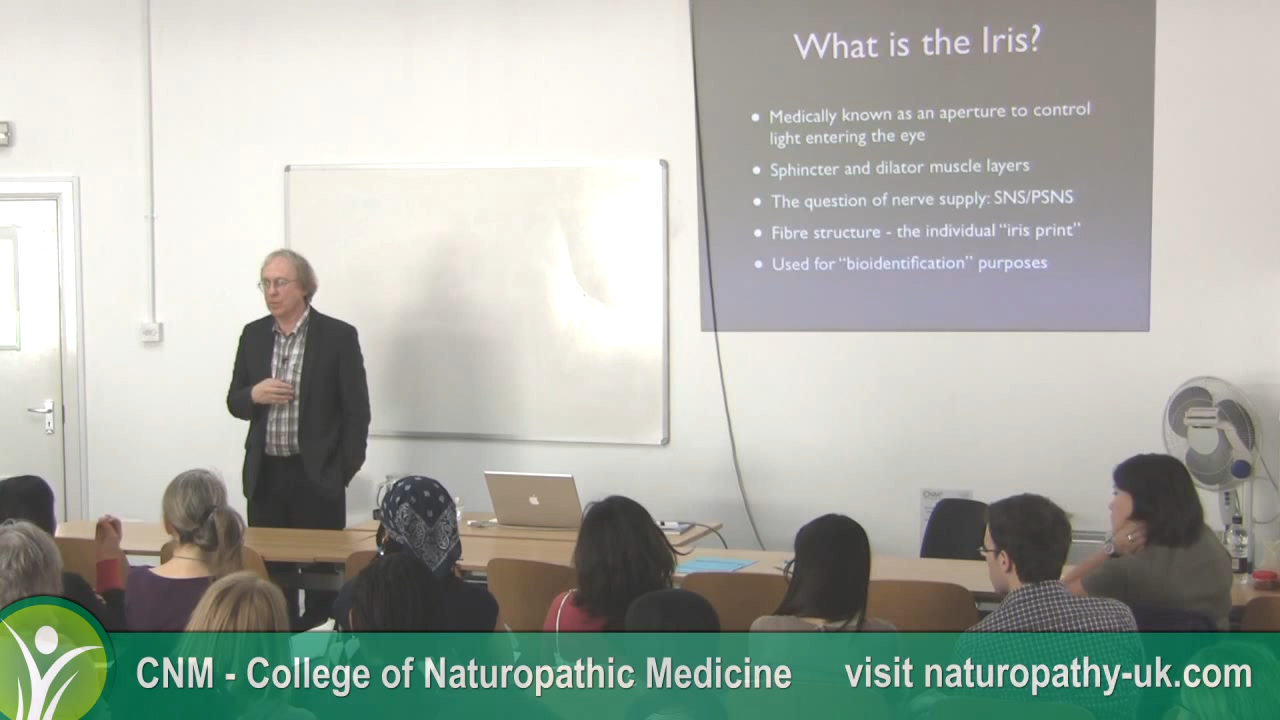 What is the Iris?
• Medically known as an aperture to control
light entering the eye
• Sphincter and dilator muscle layers
• The question of nerve supply: SNS/PSNS
• Fibre structure - the individual “iris print”
• Used for “bioidentification” purposes
CNM - College of Naturopathic Medicine
visit naturopathy-uk.com